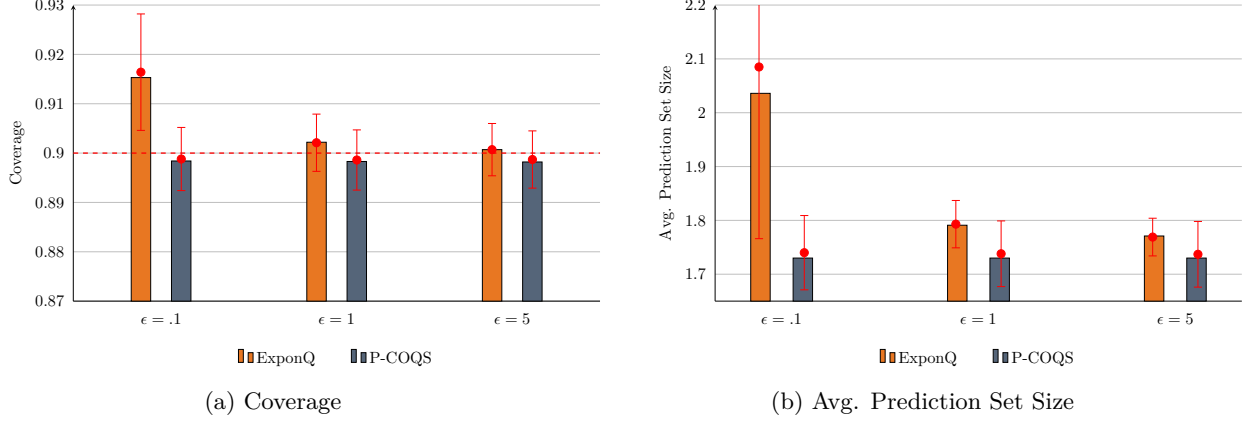 0.93
0.92
0.91
0.9
0.89
0.88
0.87
Coverage
ϵ = .1
ϵ = 1
ϵ = 5
ExponQ
P-COQS
(a) Coverage
2.2
2.1
2
1.9
1.8
1.7
Avg. Prediction Set Size
ϵ = .1
ϵ = 1
ϵ = 5
ExponQ
P-COQS
(b) Avg. Prediction Set Size